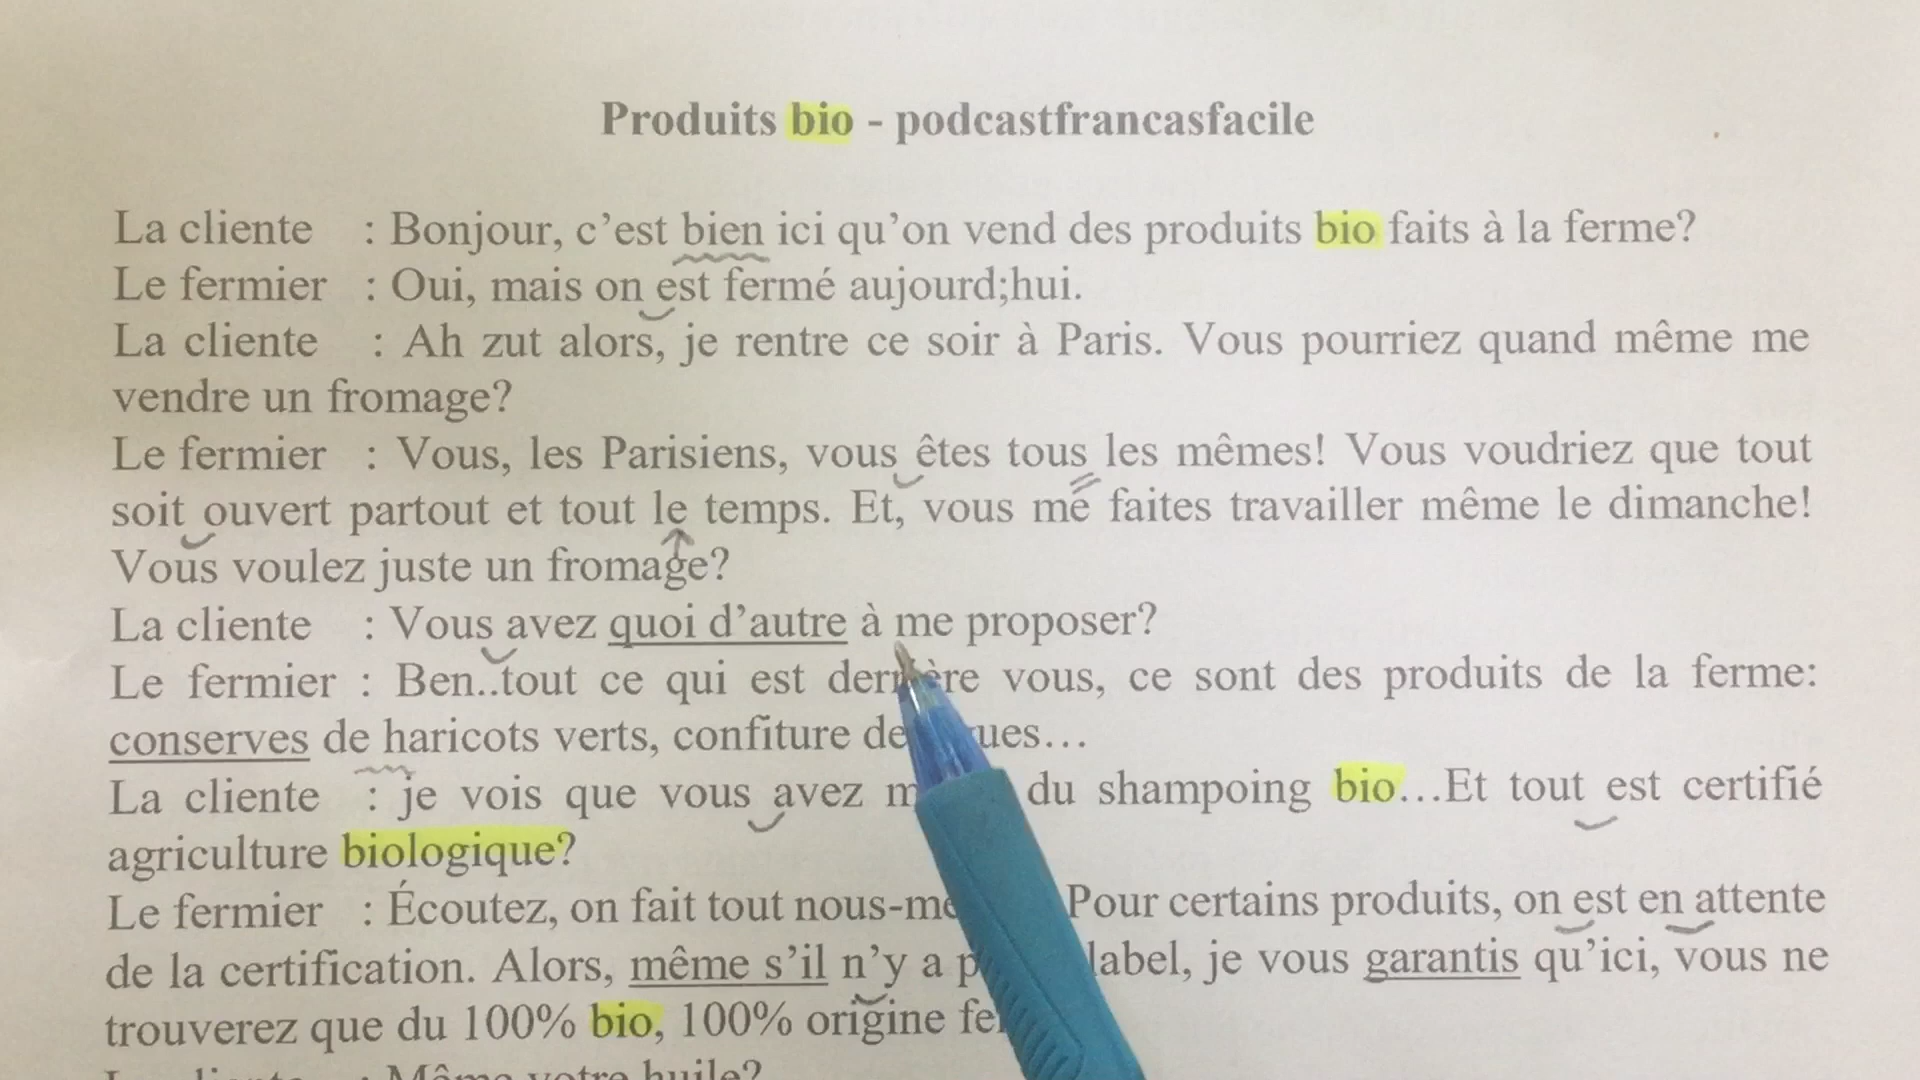 Produits bio - podcastfrancasfacile
La cliente : Bonjour, c'est bien ici qu'on vend des produits bio faits à la ferme?
Le fermier : Oui, mais on est fermé aujourd;hui.
La cliente : Ah zut alors, je rentre ce soir à Paris. Vous pourriez quand même me
vendre un fromage?
Le fermier : Vous, les Parisiens, vous êtes tous les mêmes! Vous voudriez que tout
soit ouvert partout et tout le temps. Et, vous me faites travailler même le dimanche!
Vous voulez juste un fromage?
La cliente : Vous avez quoi d'autre à me proposer?
Le fermier : Ben..tout ce qui est derrière vous, ce sont des produits de la ferme:
conserves de haricots verts, confiture de
La cliente : je vois que vous avez du shampoing bio...Et tout est certifié
agriculture biologique?
Le fermier : Écoutez, on fait tout Pour certains produits, on est en attente
de la certification. Alors, même s'il n'y a label, je vous garantis qu'ici, vous ne
trouverez que du 100% bio, 100% origine
: Même votre huile?